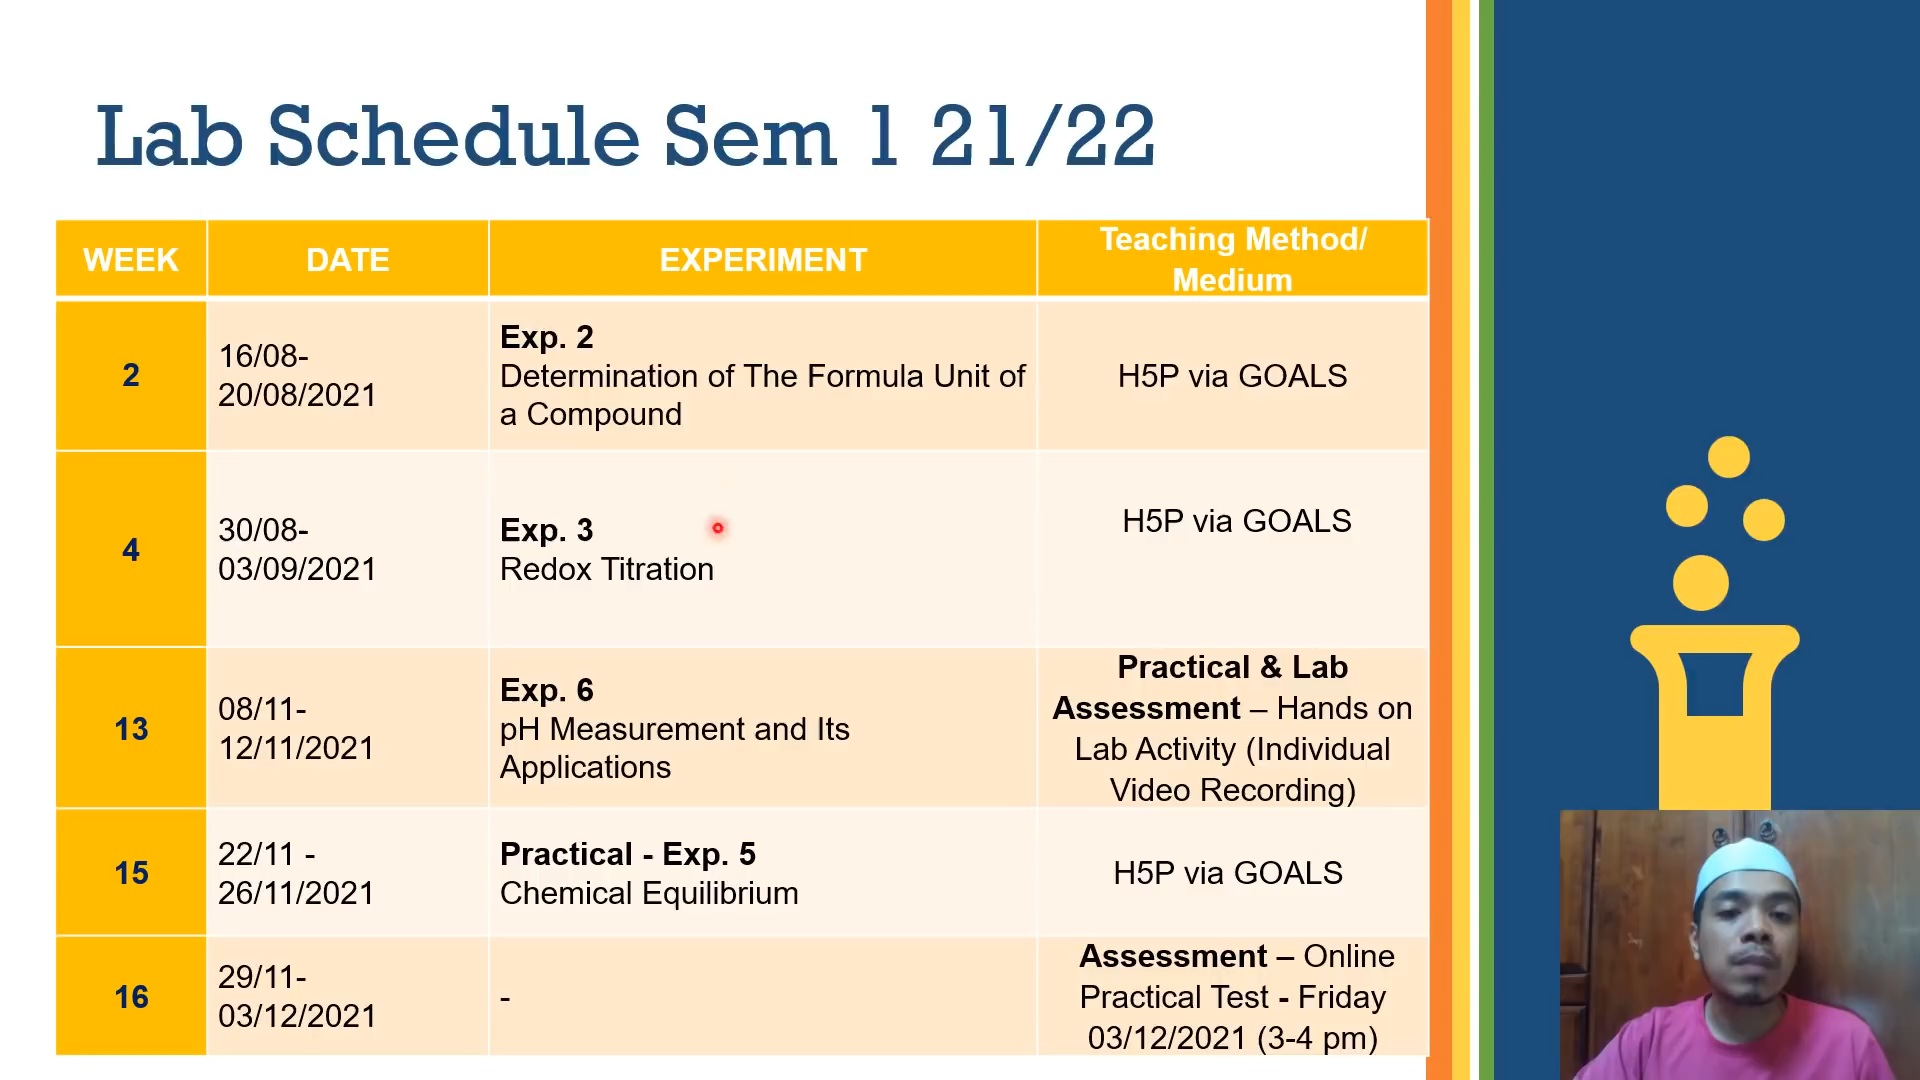 Lab Schedule Sem 1 21/22
WEEK
DATE
EXPERIMENT
Teaching Method/
Medium
2
16/08-
20/08/2021
Exp. 2
Determination of The Formula Unit of
a Compound
H5P via GOALS
4
30/08-
03/09/2021
Exp. 3
Redox Titration
H5P via GOALS
13
08/11-
12/11/2021
Exp. 6
pH Measurement and Its
Applications
Practical & Lab
Assessment – Hands on
Lab Activity (Individual
Video Recording)
15
22/11 -
26/11/2021
Practical - Exp. 5
Chemical Equilibrium
H5P via GOALS
16
29/11-
03/12/2021
-
Assessment – Online
Practical Test - Friday
03/12/2021 (3-4 pm)